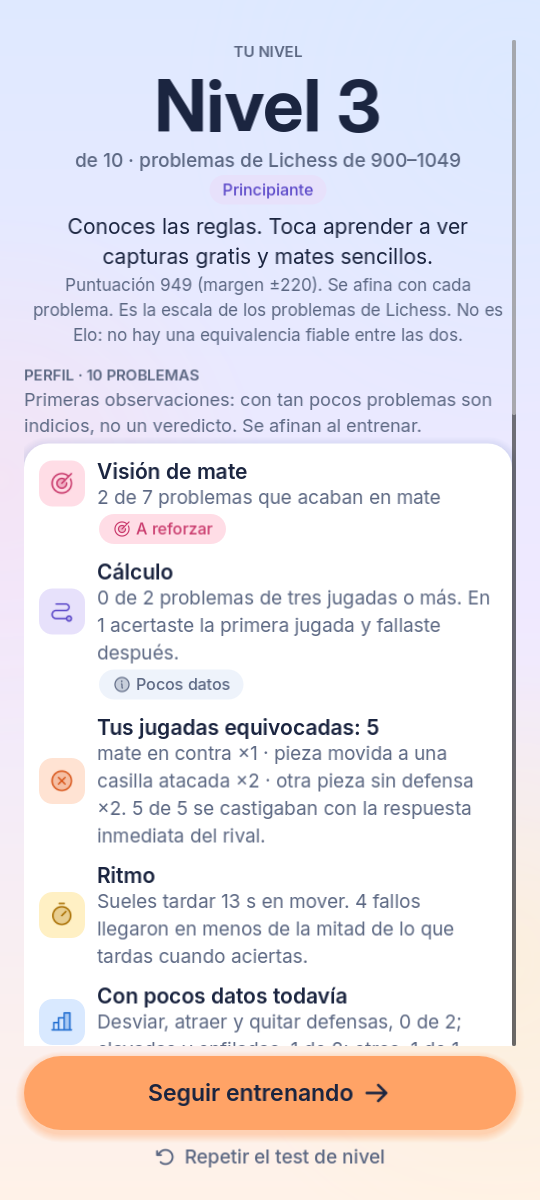 TU NIVEL
Nivel 3
de 10 · problemas de Lichess de 900–1049
Principiante
Conoces las reglas. Toca aprender a ver
capturas gratis y mates sencillos.
Puntuación 949 (margen ±220). Se afina con cada
problema. Es la escala de los problemas de Lichess. No es
Elo: no hay una equivalencia fiable entre las dos.
PERFIL · 10 PROBLEMAS
Primeras observaciones: con tan pocos problemas son
indicios, no un veredicto. Se afinan al entrenar.
Visión de mate
2 de 7 problemas que acaban en mate
A reforzar
Cálculo
0 de 2 problemas de tres jugadas o más. En
1 acertaste la primera jugada y fallaste
después.
Pocos datos
Tus jugadas equivocadas: 5
mate en contra ×1 · pieza movida a una
casilla atacada ×2 · otra pieza sin defensa
×2. 5 de 5 se castigaban con la respuesta
inmediata del rival.
Ritmo
Sueles tardar 13 s en mover. 4 fallos
llegaron en menos de la mitad de lo que
tardas cuando aciertas.
Con pocos datos todavía
Desviar, atraer y quitar defensas, 0 de 2;
Seguir entrenando
Repetir el test de nivel